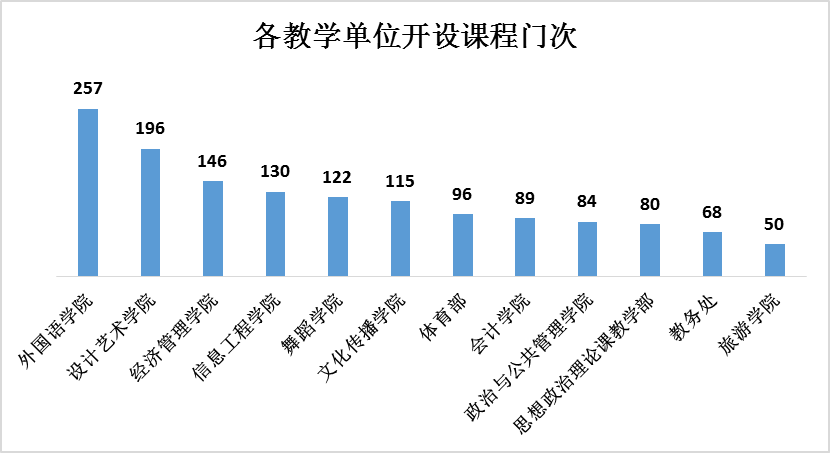 各教学单位开设课程门次
257
196
146
130
122
115
96
89
84
80
68
50
外国语学院
设计艺术学院
经济管理学院
信息工程学院
舞蹈学院
文化传播学院
体育部
会计学院
政治与公共管理学院
思想政治理论课教学部
教务处
旅游学院